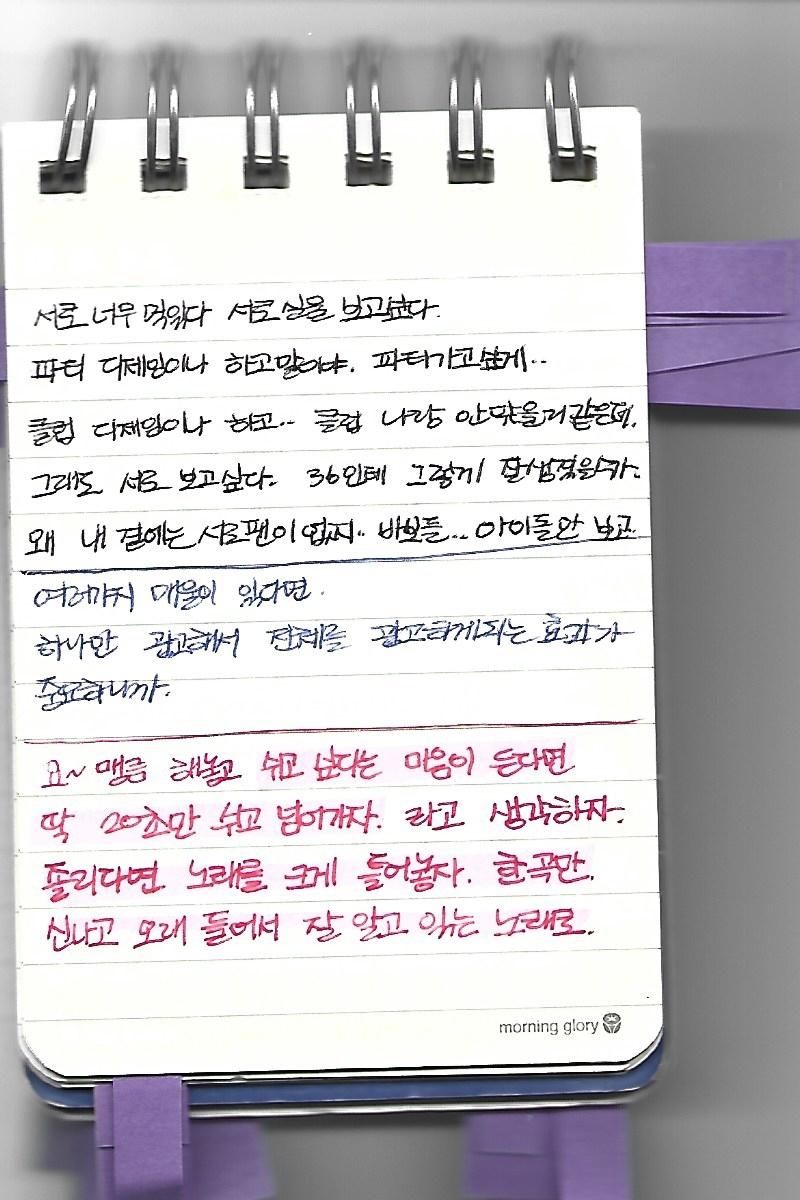 서로 너무 멋있다 서로 실물 보고싶다.
파티 디제잉이나 하고말이야. 파티가고싶게..
클럽 디제잉이나 하고.. 클럽 나랑 안맞을거같은데.
그래도 서로 보고싶다. 36인데 그렇게 잘생겼을수가.
왜 내 곁에는 서로팬이 없지.. 바보들... 아이돌안 보고
여러가지 매물이 있다면.
하나만 광고해서 전체를 광고하게되는 효과가
중요하니까.
요~ 맹쿰 해놓고 쉬고 싶다는 마음이 든다면
딱 20초만 쉬고 넘어가자. 라고 생각하자.
졸리다면 노래를 크게 들어놓자. 한곡만.
신나고 오래 들어서 잘 알고 있는 노래로.
morning glory